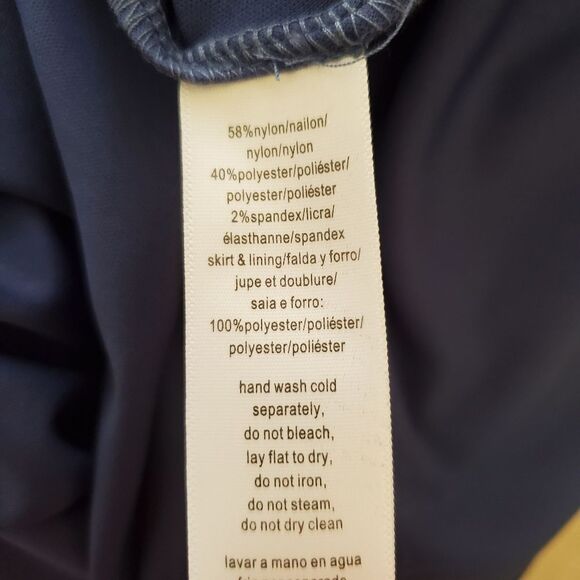 58%nylon/nailon/
nylon/nylon
40%polyester/poliéster/
polyester/poliéster
2%spandex/licra/
élasthanne/spandex
skirt & lining/falda y forro/
jupe et doublure/
saia e forro:
100%polyester/poliéster/
polyester/poliéster
hand wash cold
separately,
do not bleach,
lay flat to dry,
do not iron,
do not steam,
do not dry clean
lavar a mano en agua